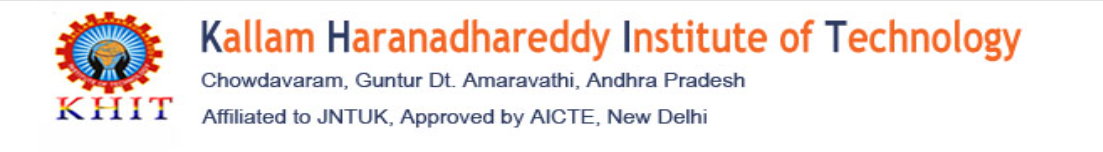 Kallam Haranadhareddy Institute of Technology
Chowdavaram, Guntur Dt. Amaravathi, Andhra Pradesh
Affiliated to JNTUK, Approved by AICTE, New Delhi
KHIT